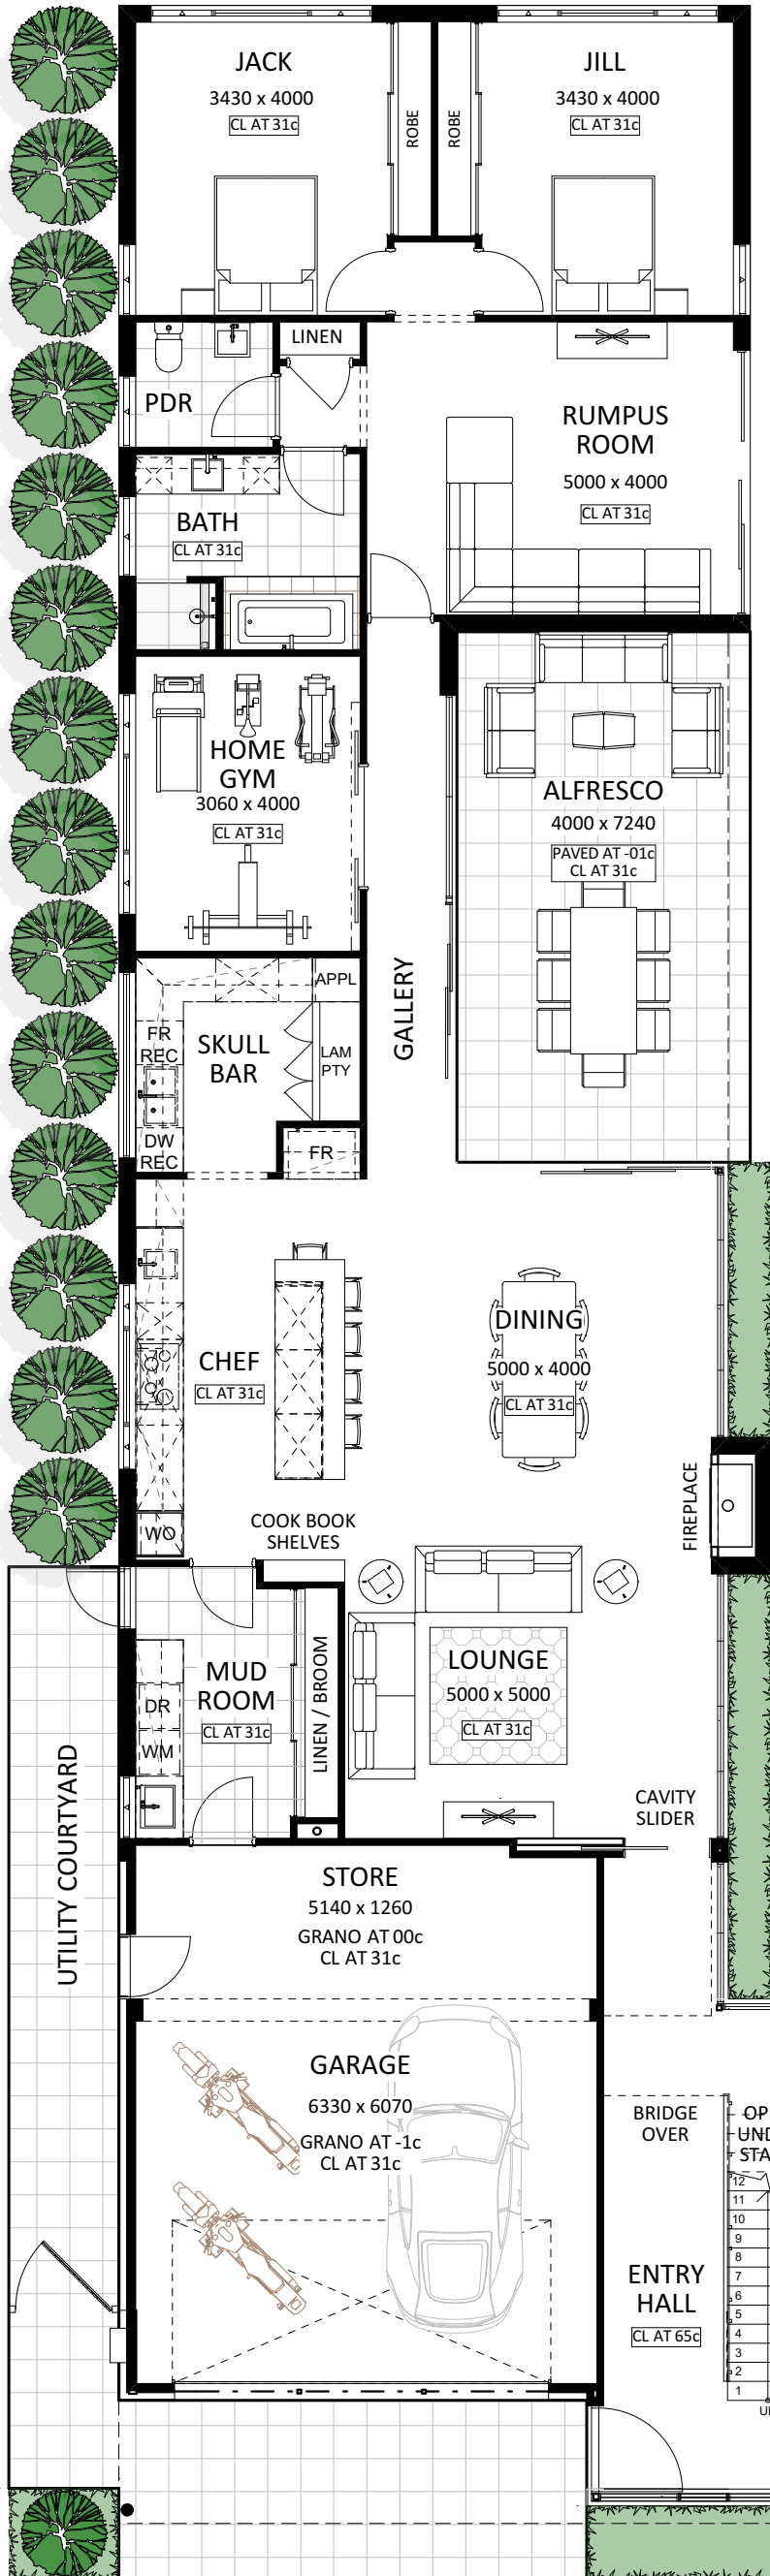 JACK
3430 x 4000
CL AT 31c
ROBE
ROBE
JILL
3430 x 4000
CL AT 31c
LINEN
PDR
RUMPUS
ROOM
5000 x 4000
CL AT 31c
BATH
CL AT 31c
HOME
GYM
3060 x 4000
CL AT 31c
ALFRESCO
4000 x 7240
PAVED AT -01c
CL AT 31c
GALLERY
APPL
FR
REC
SKULL
BAR
LAM
PTY
DW
REC
FR
CHEF
CL AT 31c
DINING
5000 x 4000
CL AT 31c
FIREPLACE
WO
COOK BOOK
SHELVES
MUD
ROOM
CL AT 31c
DR
WM
LINEN / BROOM
LOUNGE
5000 x 5000
CL AT 31c
CAVITY
SLIDER
UTILITY COURTYARD
STORE
5140 x 1260
GRANO AT 00c
CL AT 31c
GARAGE
6330 x 6070
GRANO AT -1c
CL AT 31c
BRIDGE
OVER
OP
UND
STA
12
11
10
9
8
7
6
5
4
3
2
1
ENTRY
HALL
CL AT 65c